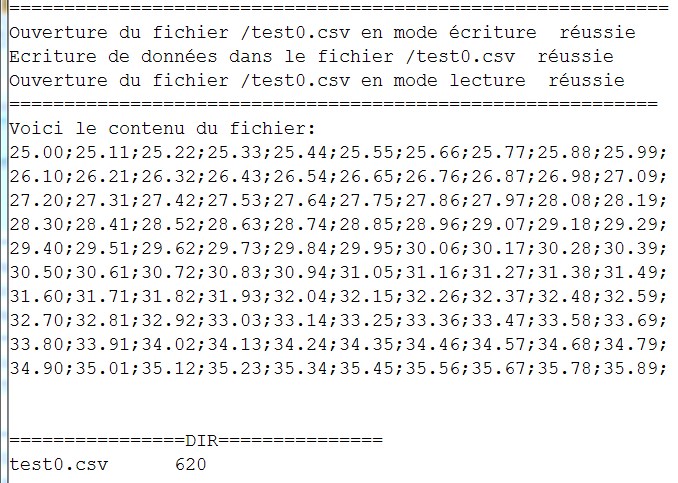 ============================================================
Ouverture du fichier /test0.csv en mode écriture  réussie
Ecriture de données dans le fichier /test0.csv  réussie
Ouverture du fichier /test0.csv en mode lecture  réussie
===========================================================
Voici le contenu du fichier:
25.00;25.11;25.22;25.33;25.44;25.55;25.66;25.77;25.88;25.99;
26.10;26.21;26.32;26.43;26.54;26.65;26.76;26.87;26.98;27.09;
27.20;27.31;27.42;27.53;27.64;27.75;27.86;27.97;28.08;28.19;
28.30;28.41;28.52;28.63;28.74;28.85;28.96;29.07;29.18;29.29;
29.40;29.51;29.62;29.73;29.84;29.95;30.06;30.17;30.28;30.39;
30.50;30.61;30.72;30.83;30.94;31.05;31.16;31.27;31.38;31.49;
31.60;31.71;31.82;31.93;32.04;32.15;32.26;32.37;32.48;32.59;
32.70;32.81;32.92;33.03;33.14;33.25;33.36;33.47;33.58;33.69;
33.80;33.91;34.02;34.13;34.24;34.35;34.46;34.57;34.68;34.79;
34.90;35.01;35.12;35.23;35.34;35.45;35.56;35.67;35.78;35.89;
================DIR===============
test0.csv      620